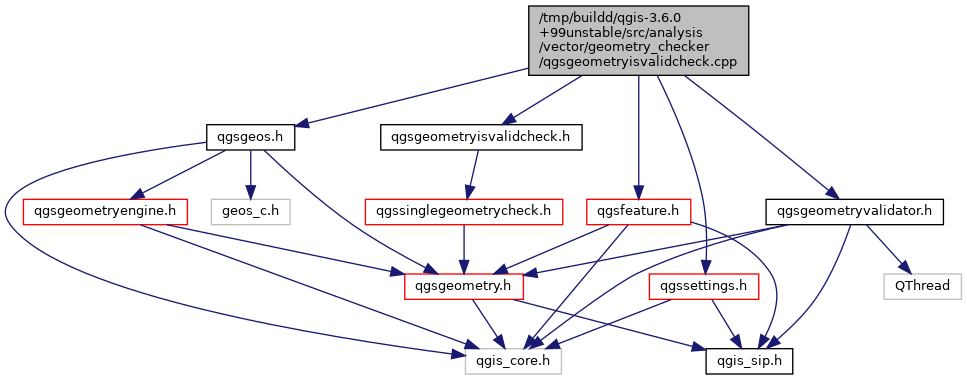 /tmp/buildd/qgis-3.6.0
+99unstable/src/analysis
/vector/geometry_checker
/qgsgeometryisvalidcheck.cpp
qgsgeos.h
qgsgeometryisvalidcheck.h
qgsgeometryengine.h
geos_c.h
qgssinglegeometrycheck.h
qgsfeature.h
qgsgeometryvalidator.h
qgsgeometry.h
qgssettings.h
QThread
qgis_core.h
qgis_sip.h